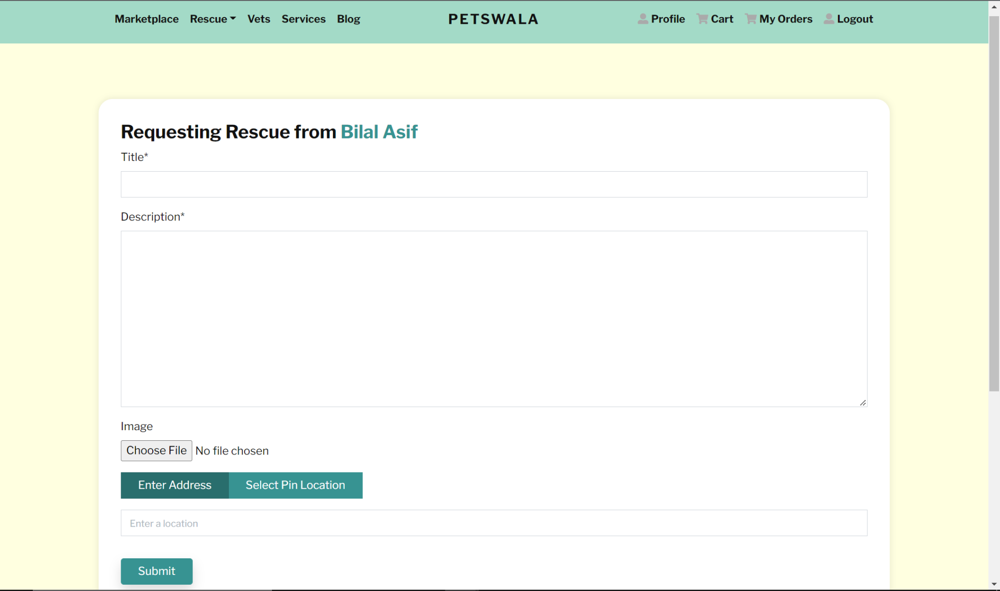 Marketplace Rescue Vets Services Blog PETSWALA Profile Cart My Orders Logout
Requesting Rescue from Bilal Asif
Title*
Description*
Image
Choose File No file chosen
Enter Address Select Pin Location
Enter a location
Submit